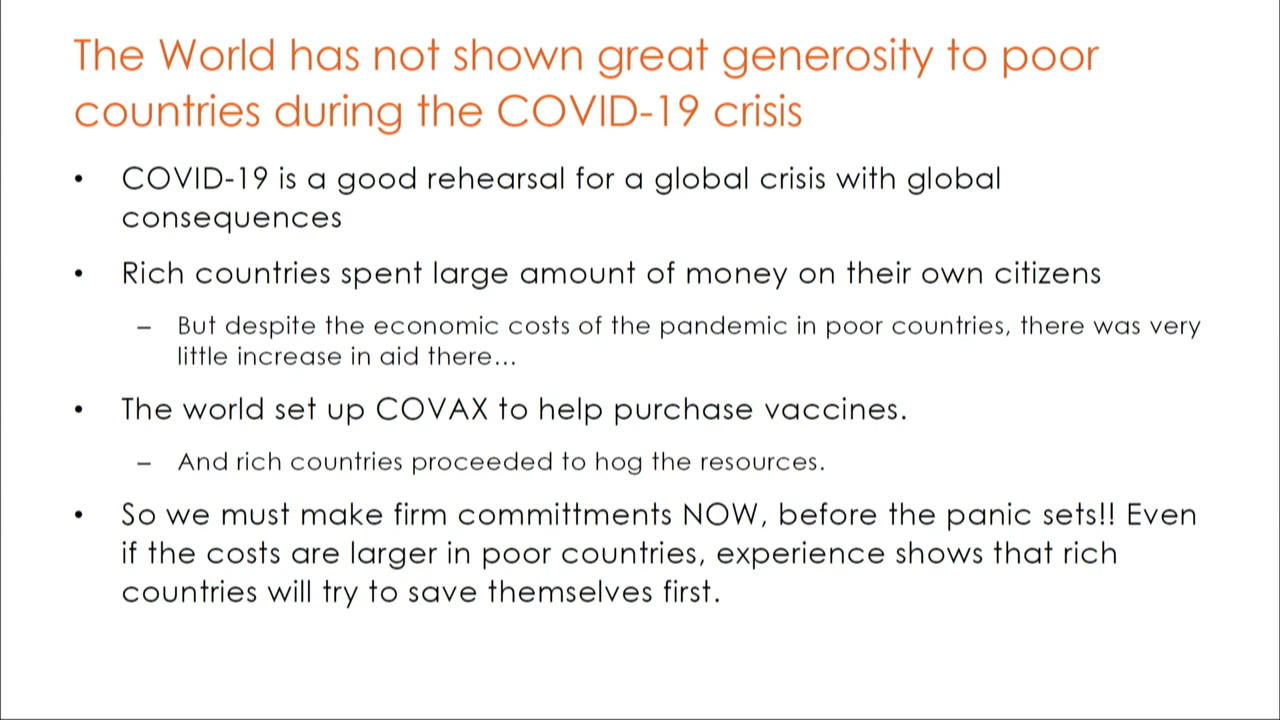 The World has not shown great generosity to poor
countries during the COVID-19 crisis
• COVID-19 is a good rehearsal for a global crisis with global
consequences
• Rich countries spent large amount of money on their own citizens
– But despite the economic costs of the pandemic in poor countries, there was very
little increase in aid there...
• The world set up COVAX to help purchase vaccines.
– And rich countries proceeded to hog the resources.
• So we must make firm committments NOW, before the panic sets!! Even
if the costs are larger in poor countries, experience shows that rich
countries will try to save themselves first.